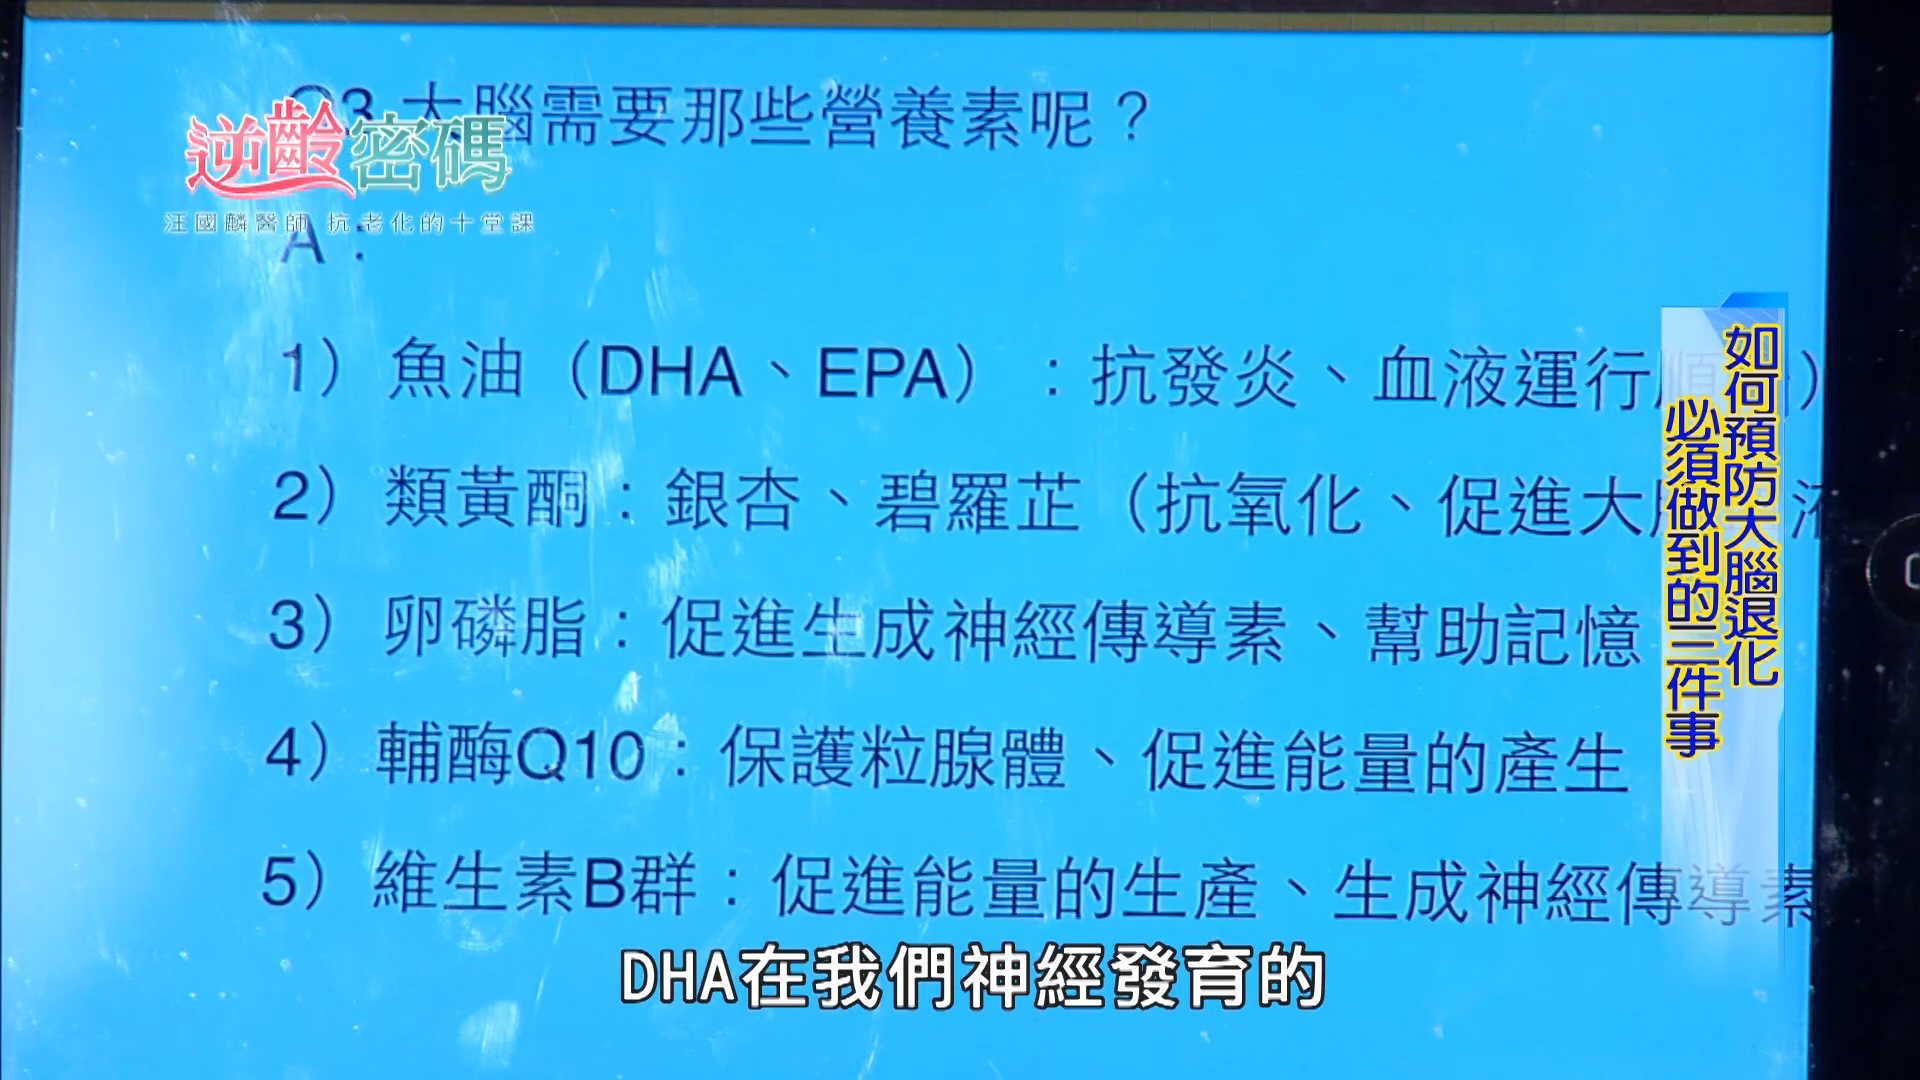 Q3 大腦需要那些營養素呢？
逆齡密碼
汪國麟醫師 抗老化的十堂課
A：
1）魚油（DHA、EPA）：抗發炎、血液運行順
2）類黃酮：銀杏、碧羅芷（抗氧化、促進大
3）卵磷脂：促進生成神經傳導素、幫助記憶
4）輔酶Q10：保護粒腺體、促進能量的產生
5）維生素B群：促進能量的生產、生成神經傳導素
如何預防大腦退化
必須做到的三件事
DHA在我們神經發育的